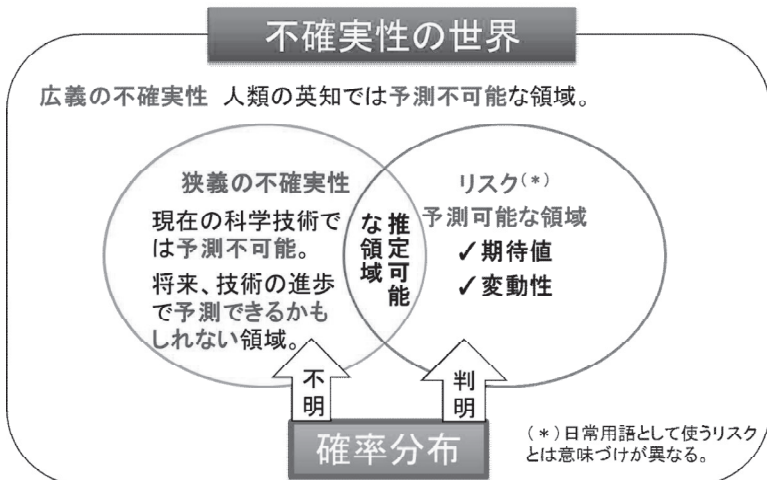 不確実性の世界
広義の不確実性 人類の英知では予測不可能な領域。
狭義の不確実性
現在の科学技術で
は予測不可能。
将来、技術の進歩
で予測できるかも
しれない領域。
推定可能
な領域
リスク(*)
予測可能な領域
✓期待値
✓変動性
不明
判明
確率分布
(*)日常用語として使うリスク
とは意味づけが異なる。